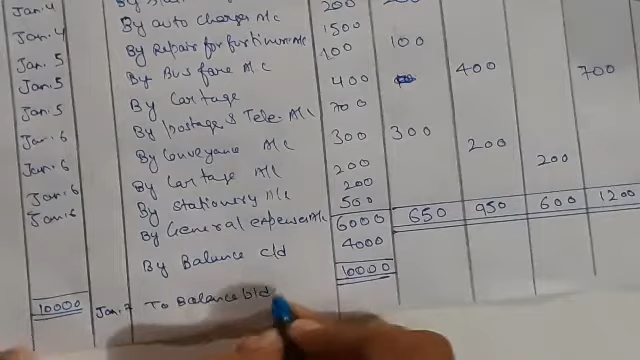 Jan. 4 By auto charges A/c 200
Jan. 4 By Repair for furtinure A/c 1500
Jan. 5 By Bus fare A/c 100 100
Jan. 5 By Cartage 400 400
Jan. 5 By postage & Tele. A/c 700 700
Jan. 6 By Conveyance A/c 300 300
Jan. 6 By Cartage A/c 200 200
Jan. 6 By Stationery A/c 200 200
Jan. 6 By General expenses A/c 500
6000 650 950 600 1200
By Balance c/d 4000
10000
10000 Jan. 7 To Balance b/d